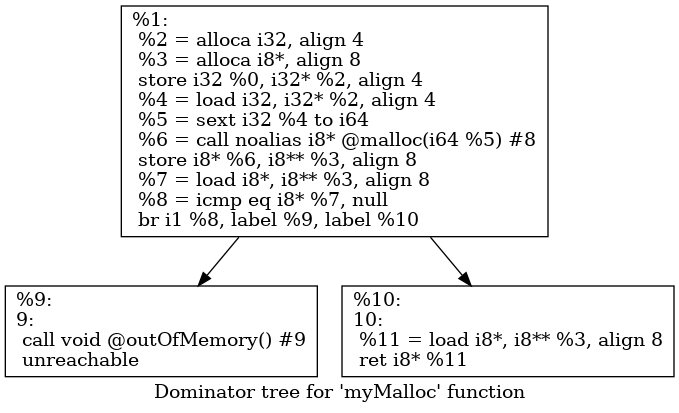 %1:
%2 = alloca i32, align 4
%3 = alloca i8*, align 8
store i32 %0, i32* %2, align 4
%4 = load i32, i32* %2, align 4
%5 = sext i32 %4 to i64
%6 = call noalias i8* @malloc(i64 %5) #8
store i8* %6, i8** %3, align 8
%7 = load i8*, i8** %3, align 8
%8 = icmp eq i8* %7, null
br i1 %8, label %9, label %10
%9:
9:
call void @outOfMemory() #9
unreachable
%10:
10:
%11 = load i8*, i8** %3, align 8
ret i8* %11
Dominator tree for 'myMalloc' function